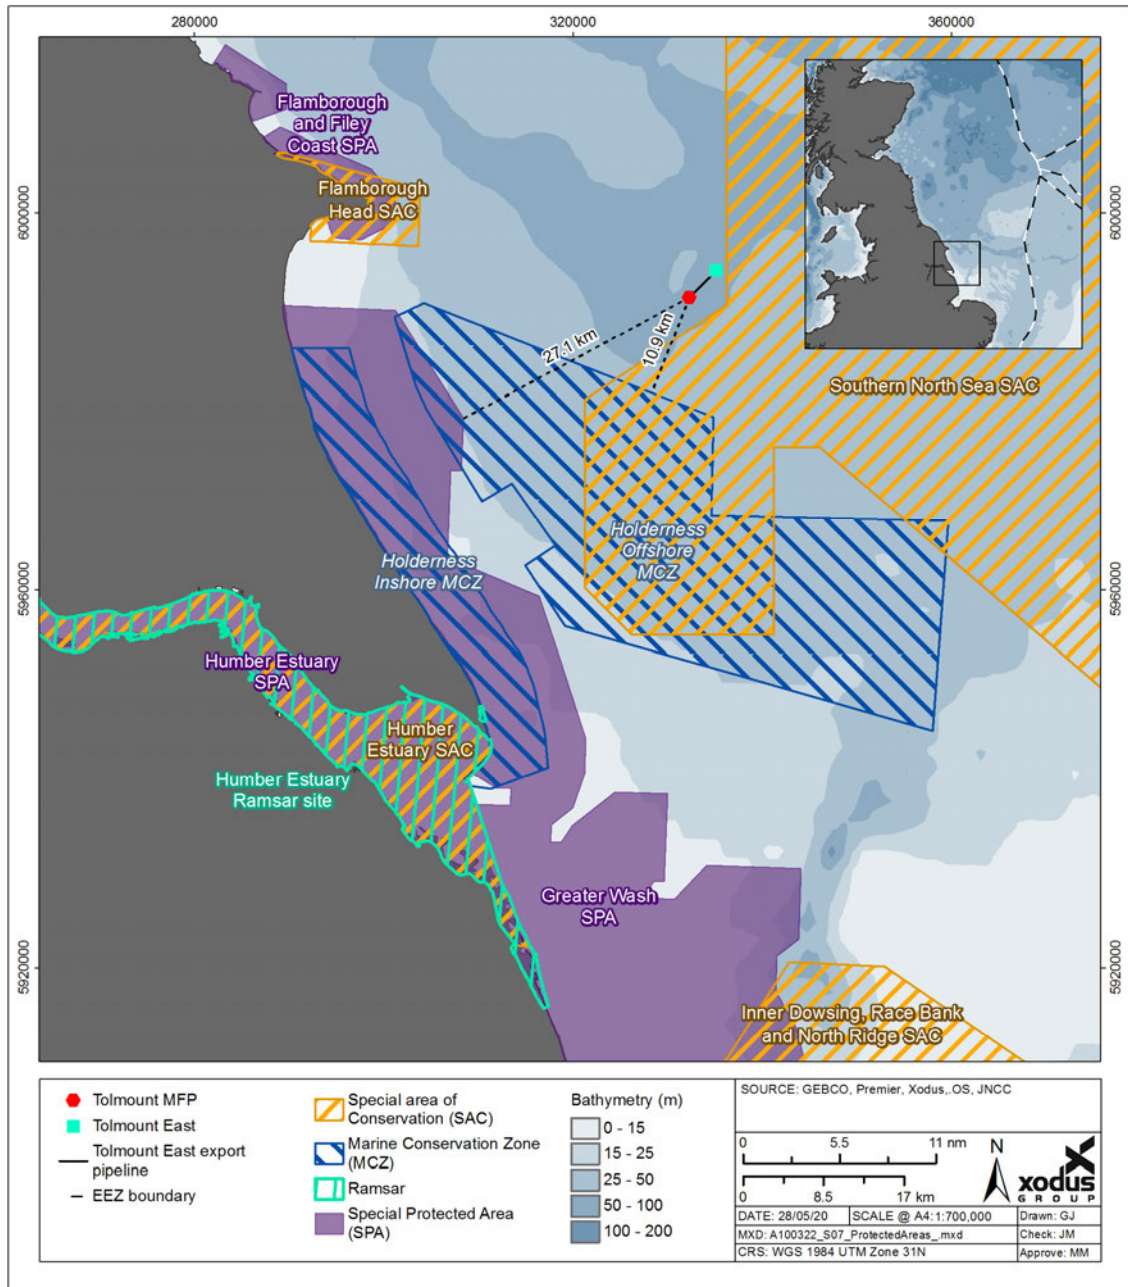 280000
320000
360000
6000000
5960000
5920000
6000000
5960000
5920000
Flamborough
and Filey
Coast SPA
Flamborough
Head SAC
27.1 km
10.9 km
Southern North Sea SAC
Holderness
Offshore
MCZ
Holderness
Inshore MCZ
Humber Estuary
SPA
Humber
Estuary SAC
Humber Estuary
Ramsar site
Greater Wash
SPA
Inner Dowsing, Race Bank
and North Ridge SAC
Tolmount MFP
Tolmount East
Tolmount East export
pipeline
EEZ boundary
Special area of
Conservation (SAC)
Marine Conservation Zone
(MCZ)
Ramsar
Special Protected Area
(SPA)
Bathymetry (m)
0 - 15
15 - 25
25 - 50
50 - 100
100 - 200
SOURCE: GEBCO, Premier, Xodus,.OS, JNCC
0 5.5 11 nm
0 8.5 17 km
N
xodus
GROUP
DATE: 28/05/20 SCALE @ A4:1:700,000 Drawn: GJ
MXD: A100322_S07_ProtectedAreas_.mxd Check: JM
CRS: WGS 1984 UTM Zone 31N Approve: MM